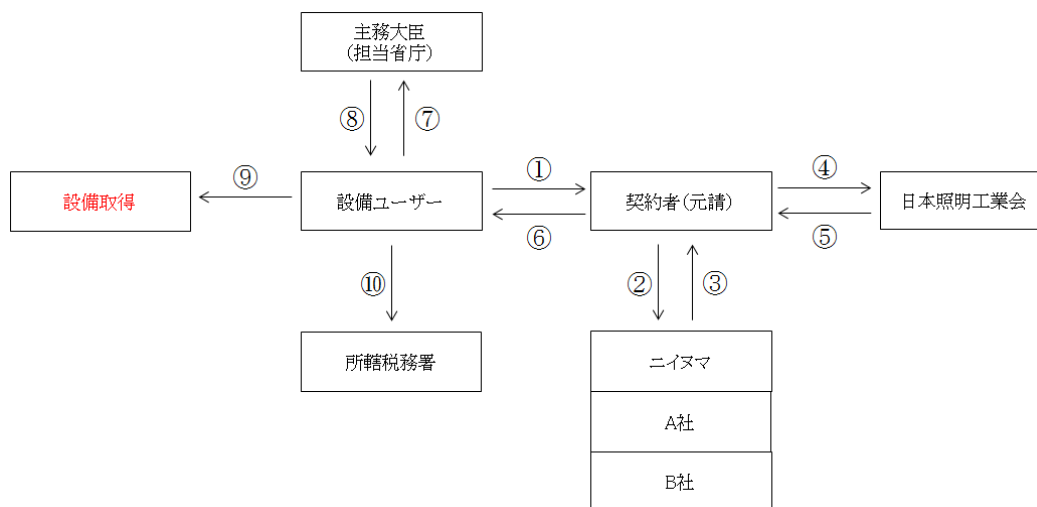 主務大臣
(担当省庁)
⑧
⑦
⑨
①
④
設備取得
設備ユーザー
契約者(元請)
日本照明工業会
⑥
⑤
⑩
②
③
所轄税務署
ニイヌマ
A社
B社